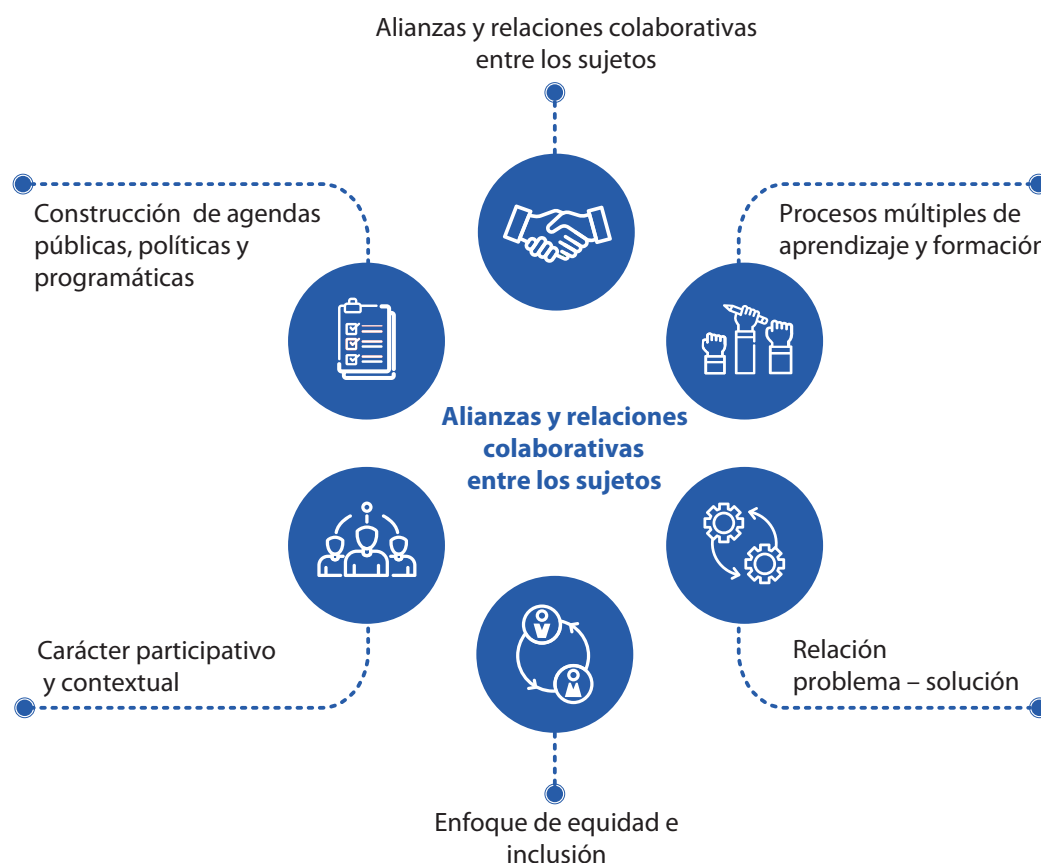 Alianzas y relaciones colaborativas
entre los sujetos
Construcción de agendas
públicas, políticas y
programáticas
Procesos múltiples de
aprendizaje y formación
Alianzas y relaciones
colaborativas
entre los sujetos
Carácter participativo
y contextual
Relación
problema – solución
Enfoque de equidad e
inclusión